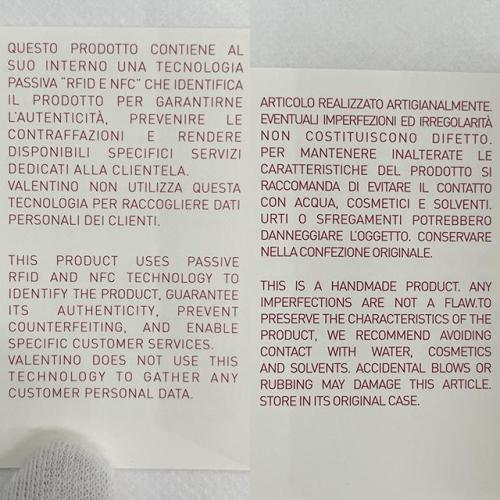 QUESTO PRODOTTO CONTIENE AL
SUO INTERNO UNA TECNOLOGIA
PASSIVA "RFID E NFC" CHE IDENTIFICA
IL PRODOTTO PER GARANTIRNE
L'AUTENTICITÀ, PREVENIRE LE
CONTRAFFAZIONI E RENDERE
DISPONIBILI SPECIFICI SERVIZI
DEDICATI ALLA CLIENTELA.
VALENTINO NON UTILIZZA QUESTA
TECNOLOGIA PER RACCOGLIERE DATI
PERSONALI DEI CLIENTI.
THIS PRODUCT USES PASSIVE
RFID AND NFC TECHNOLOGY TO
IDENTIFY THE PRODUCT, GUARANTEE
ITS AUTHENTICITY, PREVENT
COUNTERFEITING, AND ENABLE
SPECIFIC CUSTOMER SERVICES.
VALENTINO DOES NOT USE THIS
TECHNOLOGY TO GATHER ANY
CUSTOMER PERSONAL DATA.
ARTICOLO REALIZZATO ARTIGIANALMENTE.
EVENTUALI IMPERFEZIONI ED IRREGOLARITÀ
NON COSTITUISCONO DIFETTO.
PER MANTENERE INALTERATE LE
CARATTERISTICHE DEL PRODOTTO SI
RACCOMANDA DI EVITARE IL CONTATTO
CON ACQUA, COSMETICI E SOLVENTI.
URTI O SFREGAMENTI POTREBBERO
DANNEGGIARE L'OGGETTO. CONSERVARE
NELLA CONFEZIONE ORIGINALE.
THIS IS A HANDMADE PRODUCT. ANY
IMPERFECTIONS ARE NOT A FLAW.TO
PRESERVE THE CHARACTERISTICS OF THE
PRODUCT, WE RECOMMEND AVOIDING
CONTACT WITH WATER, COSMETICS
AND SOLVENTS. ACCIDENTAL BLOWS OR
RUBBING MAY DAMAGE THIS ARTICLE.
STORE IN ITS ORIGINAL CASE.